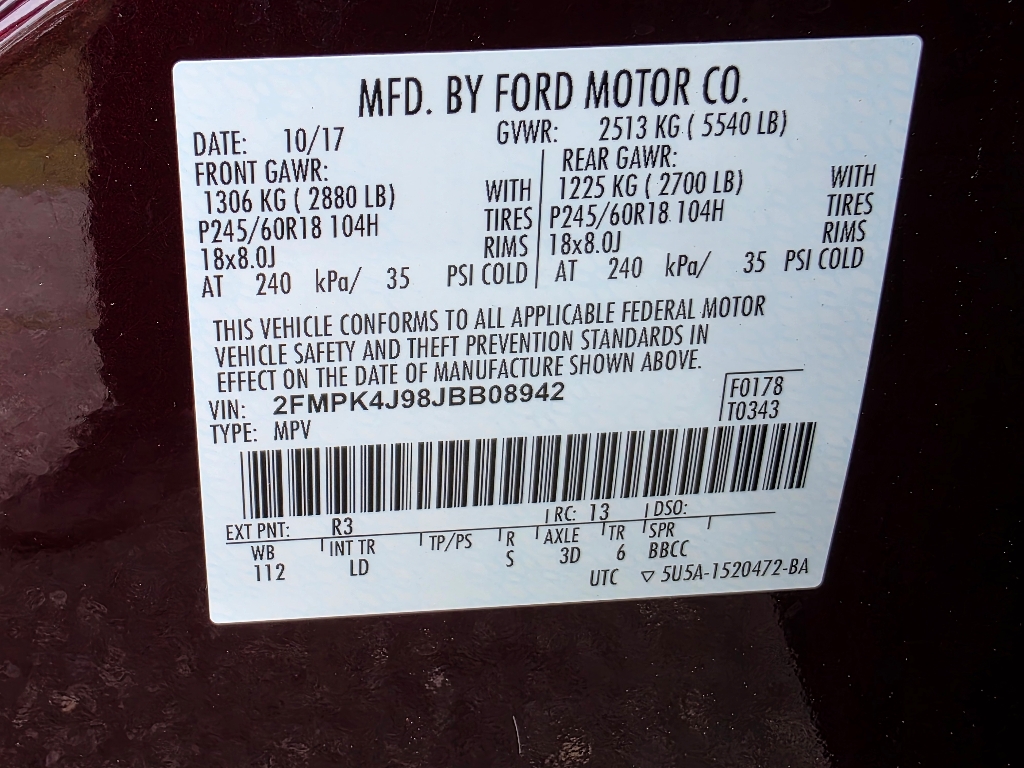 MFD. BY FORD MOTOR CO.
DATE: 10/17 GVWR: 2513 KG ( 5540 LB)
FRONT GAWR: REAR GAWR:
1306 KG ( 2880 LB) WITH 1225 KG ( 2700 LB) WITH
P245/60R18 104H TIRES P245/60R18 104H TIRES
18x8.0J RIMS 18x8.0J RIMS
AT 240 kPa/ 35 PSI COLD AT 240 kPa/ 35 PSI COLD
THIS VEHICLE CONFORMS TO ALL APPLICABLE FEDERAL MOTOR
VEHICLE SAFETY AND THEFT PREVENTION STANDARDS IN
EFFECT ON THE DATE OF MANUFACTURE SHOWN ABOVE.
VIN: 2FMPK4J98JBB08942 F0178
TYPE: MPV T0343
EXT PNT: R3 RC: 13 DSO:
WB INT TR TP/PS R AXLE TR SPR
112 LD S 3D 6 BBCC
UTC ▽ 5U5A-1520472-BA